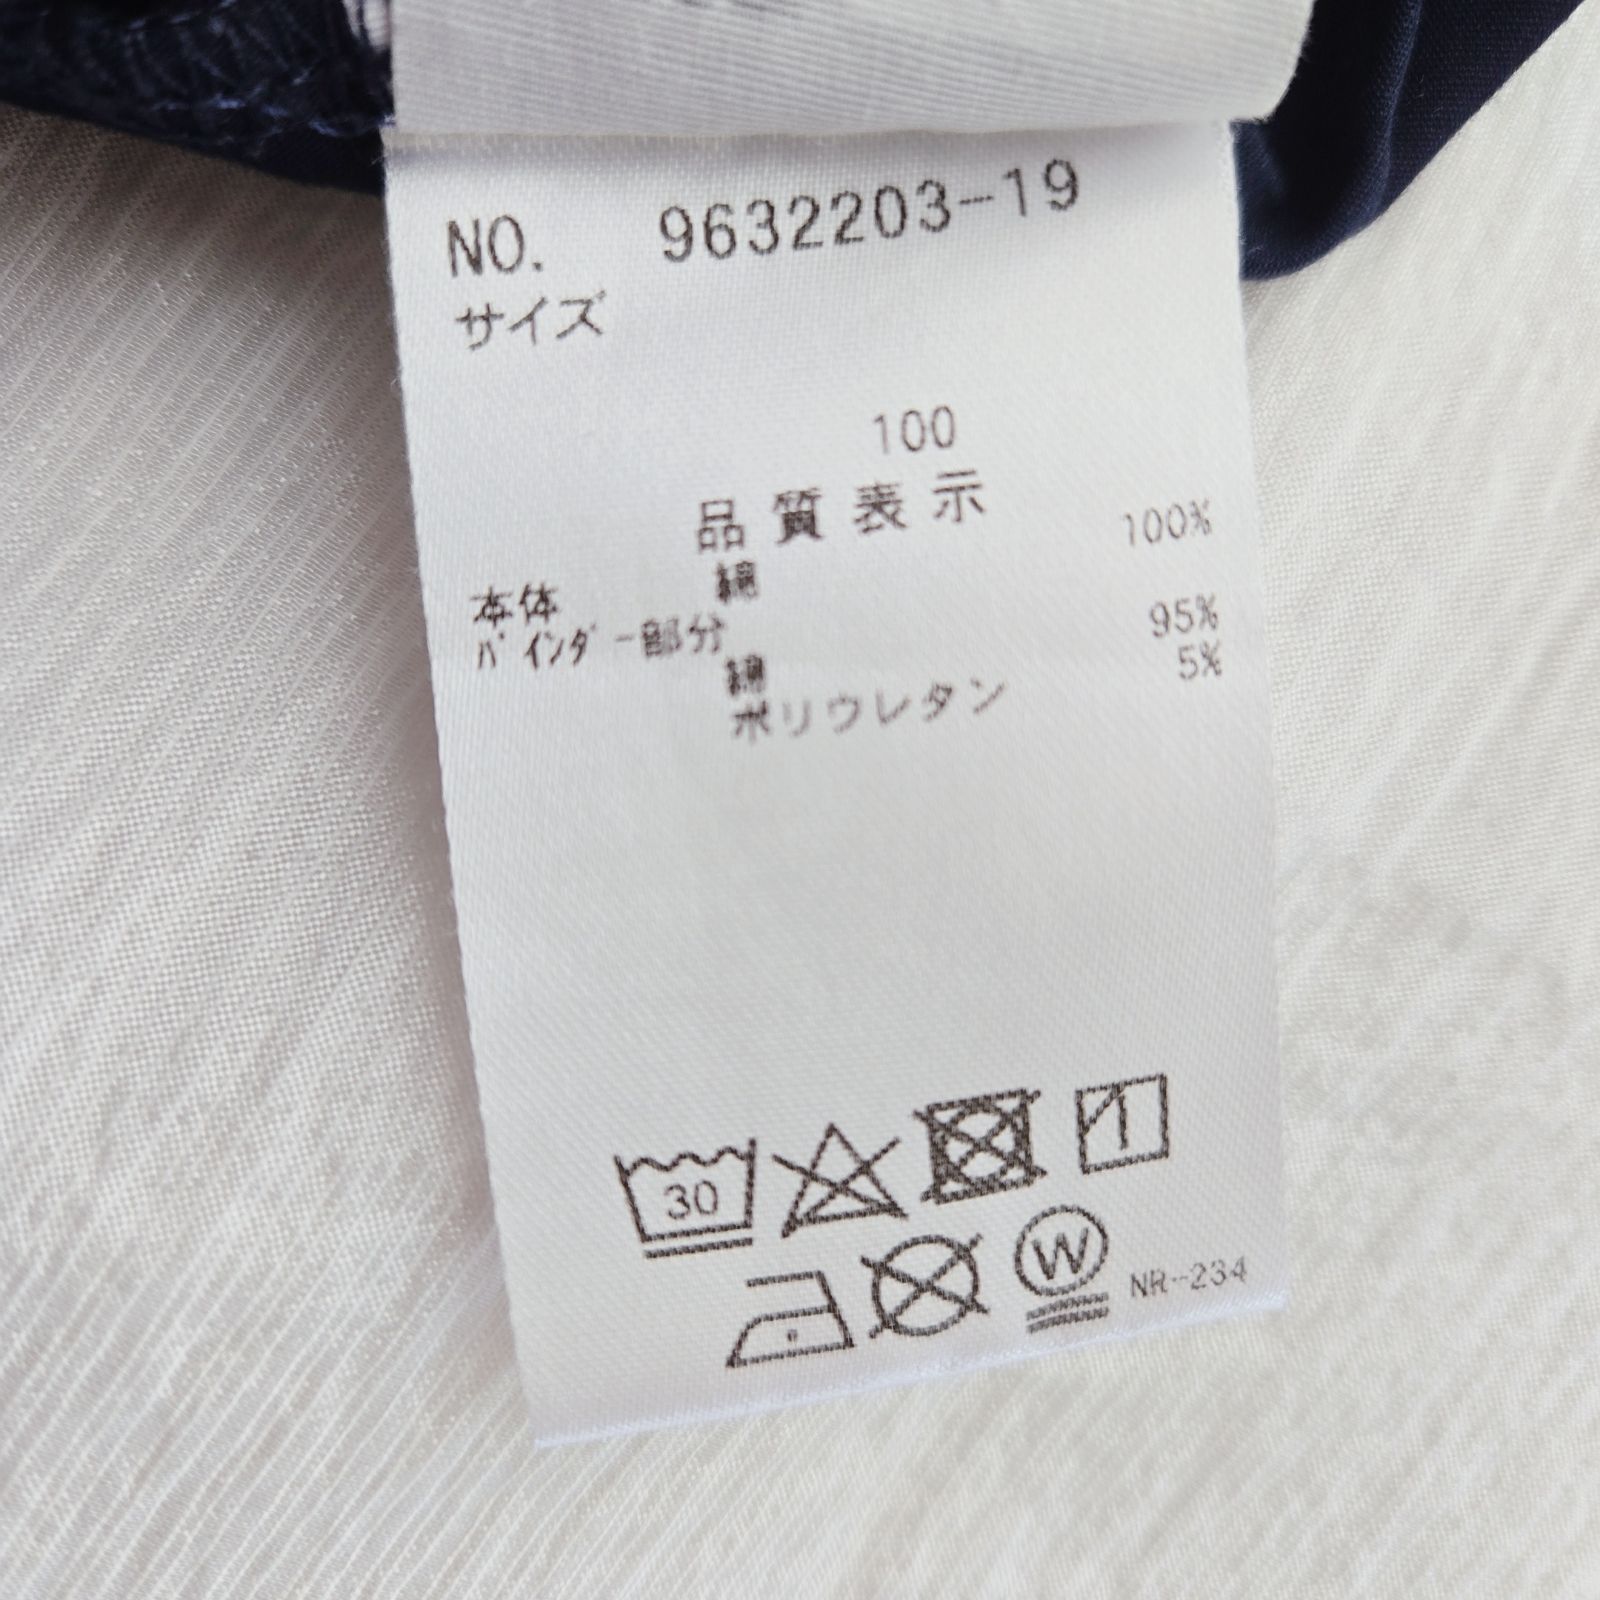 NO. 9632203-19
サイズ
100
品質表示
本体 綿 100%
ﾊﾞｲﾝﾀﾞｰ部分
綿 95%
ポリウレタン 5%
30
W NR-234